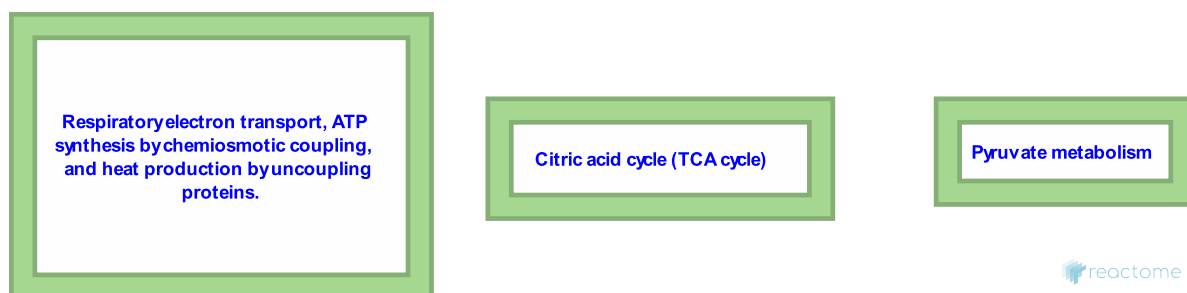 Respiratory electron transport, ATP
synthesis by chemiosmotic coupling,
and heat production by uncoupling
proteins.
Citric acid cycle (TCA cycle)
Pyruvate metabolism
reactome